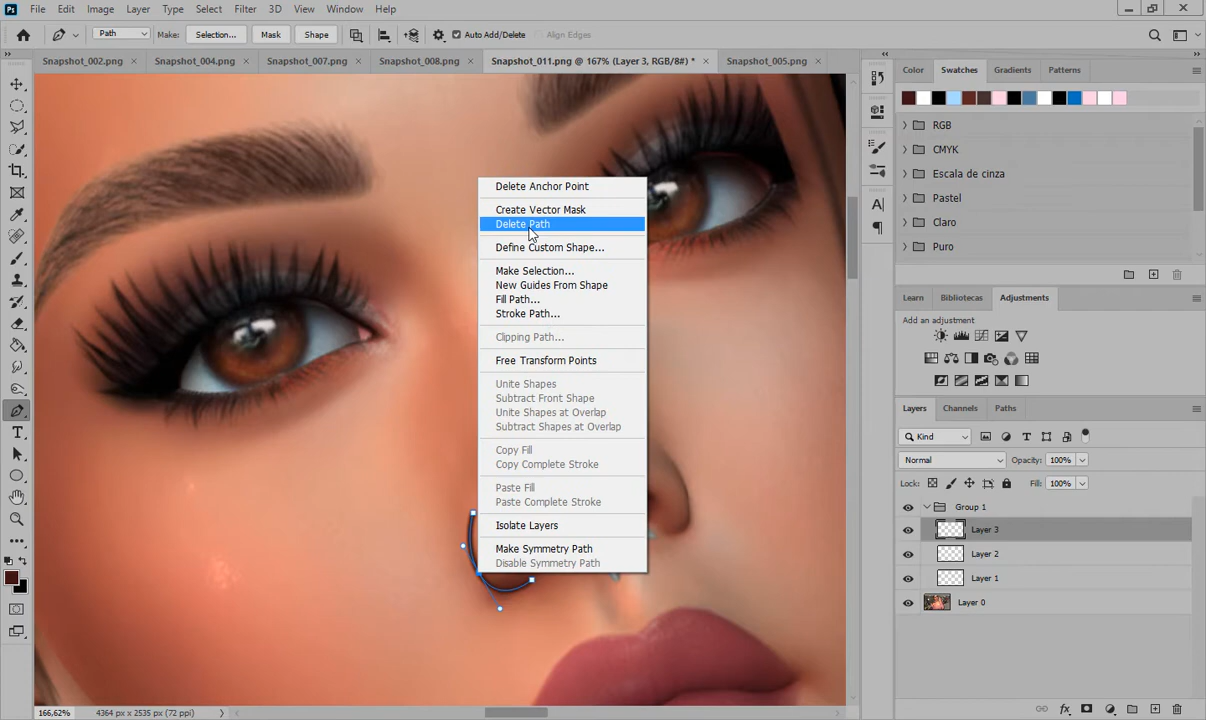 Ps File Edit Image Layer Type Select Filter 3D View Window Help
Path Make: Selection... Mask Shape Auto Add/Delete Align Edges
Snapshot_002.png Snapshot_004.png Snapshot_007.png Snapshot_008.png Snapshot_011.png @ 167% (Layer 3, RGB/8#) * Snapshot_005.png
Delete Anchor Point
Create Vector Mask
Delete Path
Define Custom Shape...
Make Selection...
New Guides From Shape
Fill Path...
Stroke Path...
Clipping Path...
Free Transform Points
Unite Shapes
Subtract Front Shape
Unite Shapes at Overlap
Subtract Shapes at Overlap
Copy Fill
Copy Complete Stroke
Paste Fill
Paste Complete Stroke
Isolate Layers
Make Symmetry Path
Disable Symmetry Path
Color Swatches Gradients Patterns
RGB
CMYK
Escala de cinza
Pastel
Claro
Puro
Learn Bibliotecas Adjustments
Add an adjustment
Layers Channels Paths
Kind
Normal Opacity: 100%
Lock: Fill: 100%
Group 1
Layer 3
Layer 2
Layer 1
Layer 0
166,62% 4364 px x 2535 px (72 ppi)